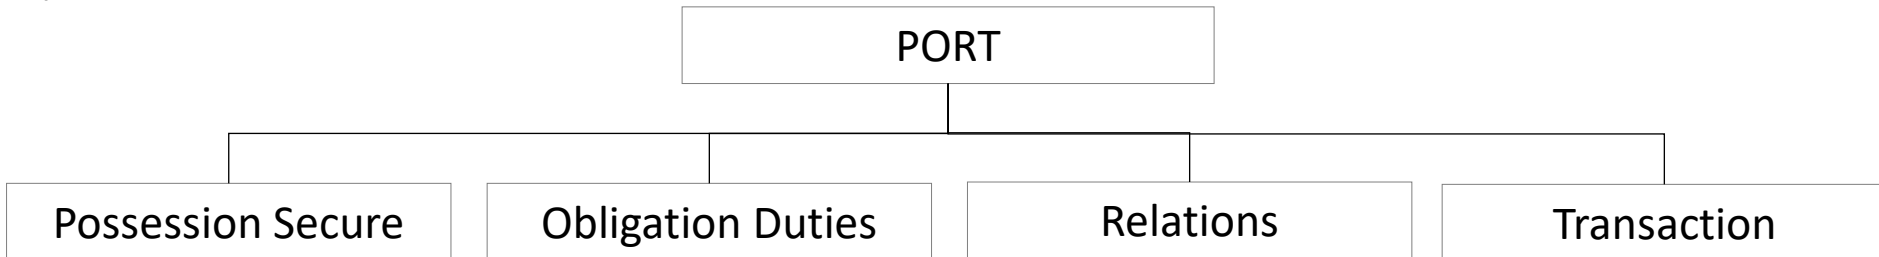 PORT
Possession Secure
Obligation Duties
Relations
Transaction